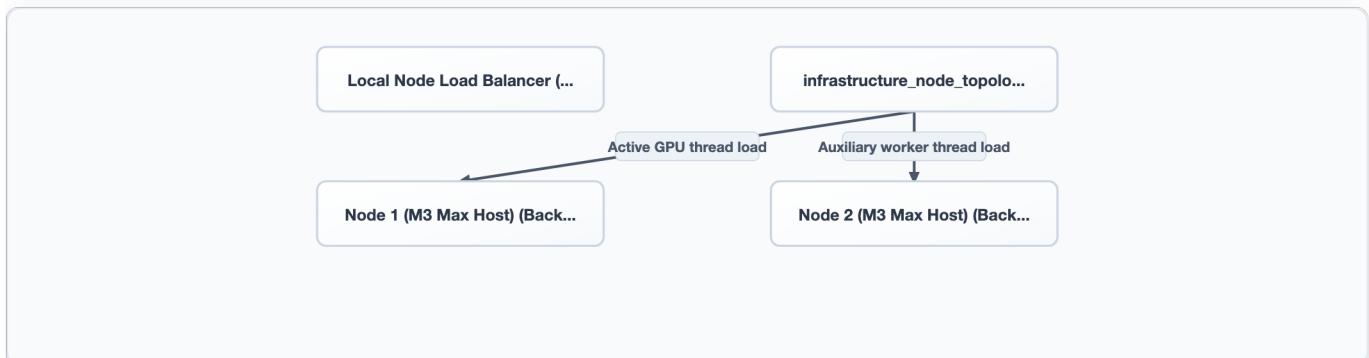 Local Node Load Balancer (...
infrastructure_node_topolo...
Active GPU thread load
Auxiliary worker thread load
Node 1 (M3 Max Host) (Back...
Node 2 (M3 Max Host) (Back...